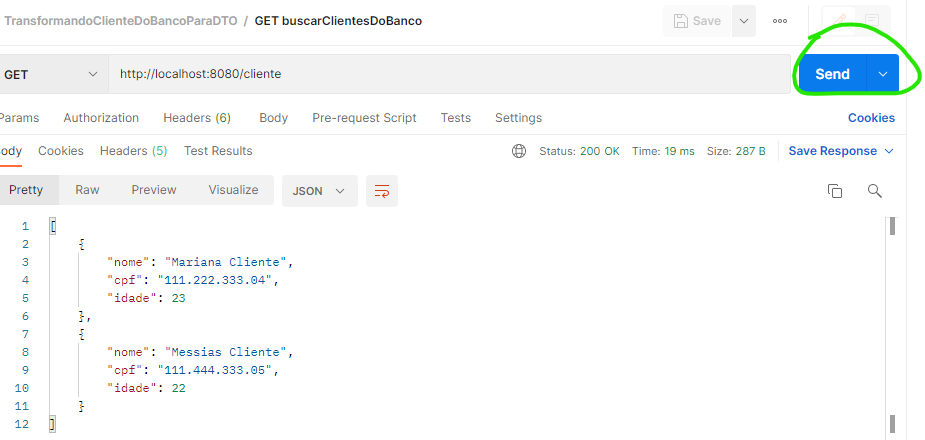 TransformandoClienteDoBancoParaDTO / GET buscarClientesDoBanco
Save
GET http://localhost:8080/cliente Send
Params Authorization Headers (6) Body Pre-request Script Tests Settings Cookies
Body Cookies Headers (5) Test Results Status: 200 OK Time: 19 ms Size: 287 B Save Response
Pretty Raw Preview Visualize JSON
1 [
2 {
3 "nome": "Mariana Cliente",
4 "cpf": "111.222.333.04",
5 "idade": 23
6 },
7 {
8 "nome": "Messias Cliente",
9 "cpf": "111.444.333.05",
10 "idade": 22
11 }
12 ]